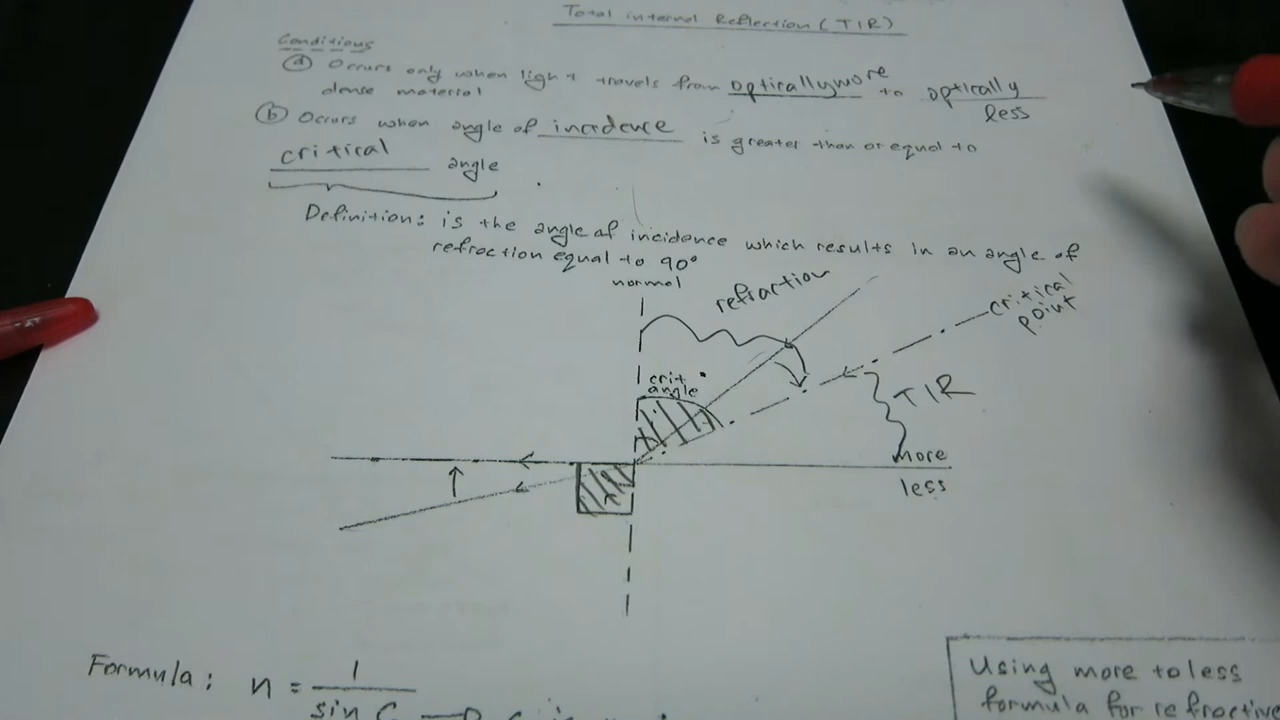 Total internal Reflection (TIR)
Conditions
(a) Occurs only when light travels from optically more to optically less
dense material
(b) Occurs when angle of incidence is greater than or equal to
critical angle
Definition: is the angle of incidence which results in an angle of
refraction equal to 90°
normal
refraction
critical
point
crit
angle
TIR
more
less
r
Formula: n = 1
sin C
Using more to less
formula for refractive